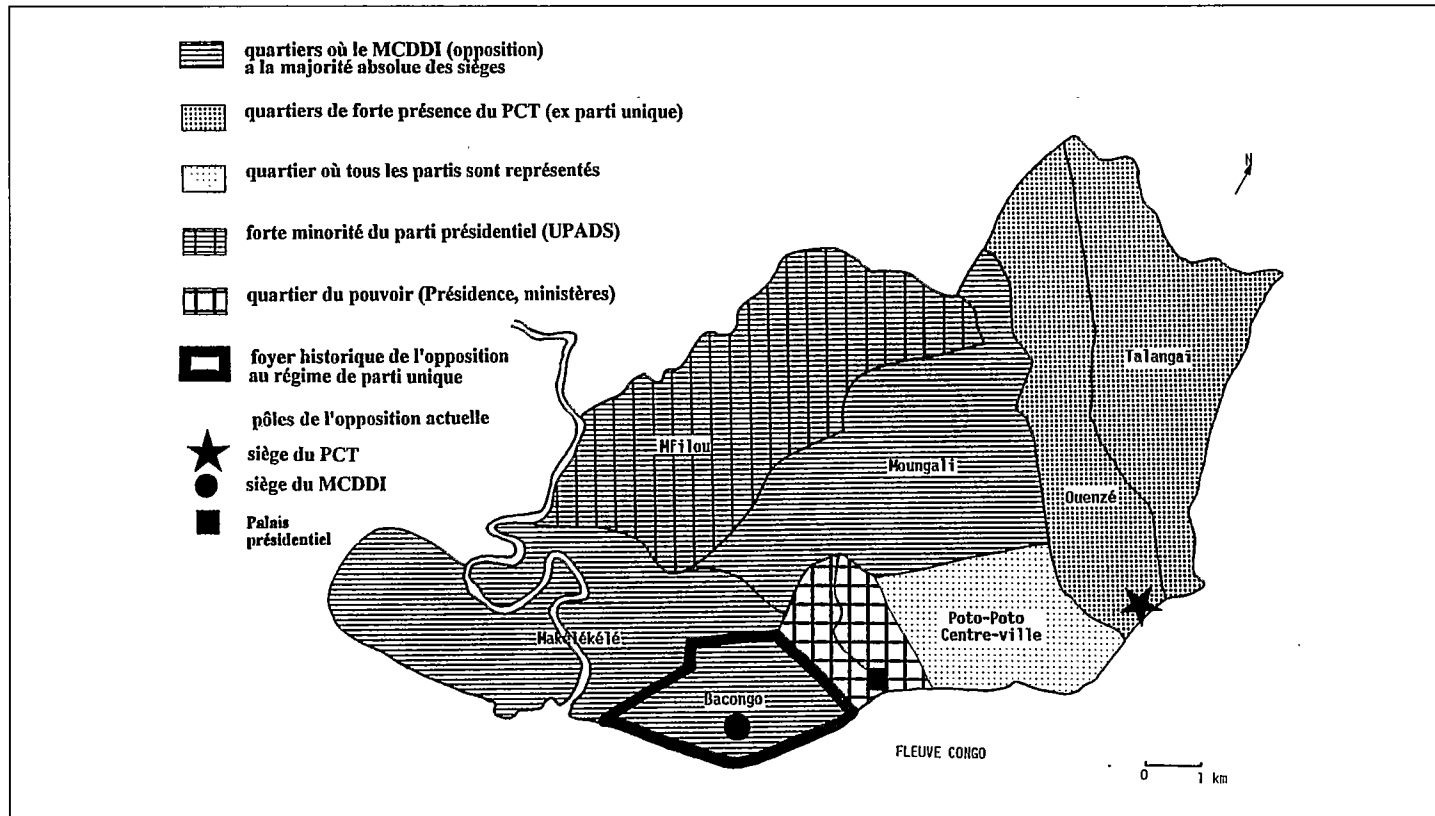 quartiers où le MCDDI (opposition)
a la majorité absolue des sièges
quartiers de forte présence du PCT (ex parti unique)
quartier où tous les partis sont représentés
forte minorité du parti présidentiel (UPADS)
quartier du pouvoir (Présidence, ministères)
foyer historique de l'opposition
au régime de parti unique
pôles de l'opposition actuelle
siège du PCT
siège du MCDDI
Palais
présidentiel
N
Talangaï
Mfilou
Moungali
Ouenzé
Poto-Poto
Centre-ville
Makélékélé
Bacongo
FLEUVE CONGO
0 1 km